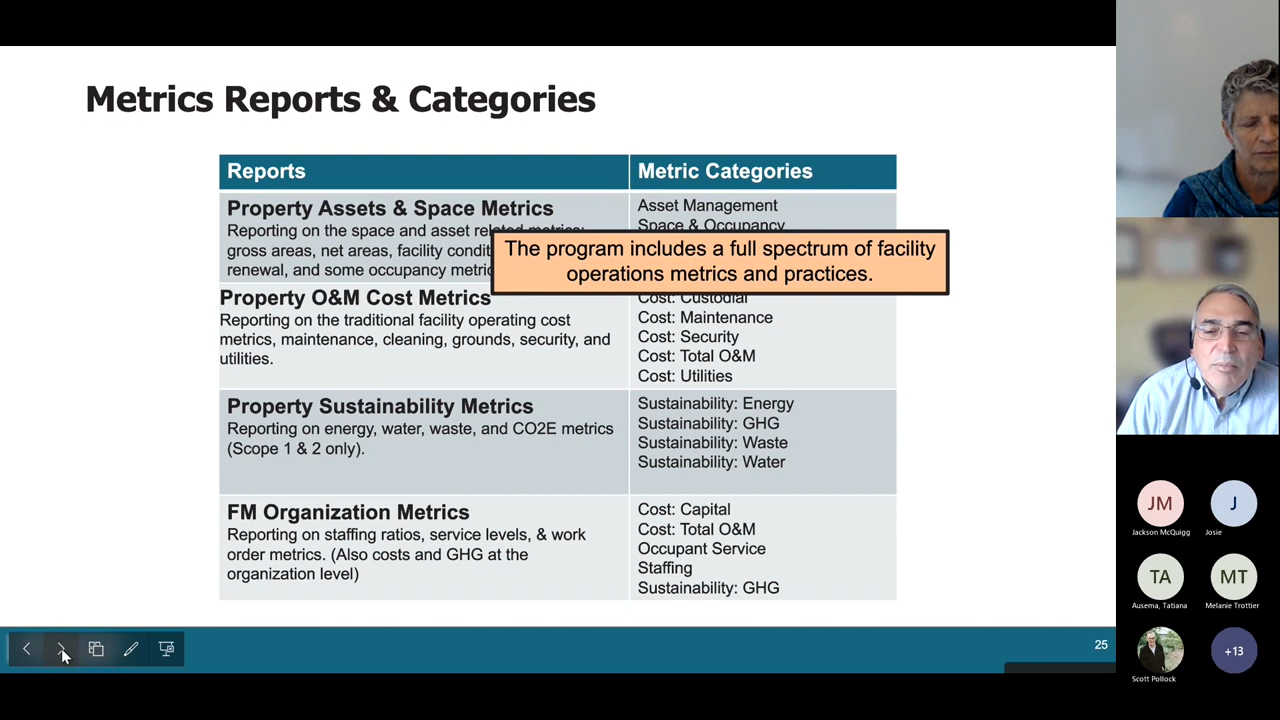 Metrics Reports & Categories
Reports
Metric Categories
Property Assets & Space Metrics
Reporting on the space and asset related metrics:
gross areas, net areas, facility condit
renewal, and some occupancy metric
Asset Management
Space & Occupancy
The program includes a full spectrum of facility
operations metrics and practices.
Property O&M Cost Metrics
Reporting on the traditional facility operating cost
metrics, maintenance, cleaning, grounds, security, and
utilities.
Cost: Custodial
Cost: Maintenance
Cost: Security
Cost: Total O&M
Cost: Utilities
Property Sustainability Metrics
Reporting on energy, water, waste, and CO2E metrics
(Scope 1 & 2 only).
Sustainability: Energy
Sustainability: GHG
Sustainability: Waste
Sustainability: Water
FM Organization Metrics
Reporting on staffing ratios, service levels, & work
order metrics. (Also costs and GHG at the
organization level)
Cost: Capital
Cost: Total O&M
Occupant Service
Staffing
Sustainability: GHG
25
JM
Jackson McQuigg
J
Josie
TA
Ausema, Tatiana
MT
Melanie Trottier
Scott Pollock
+13